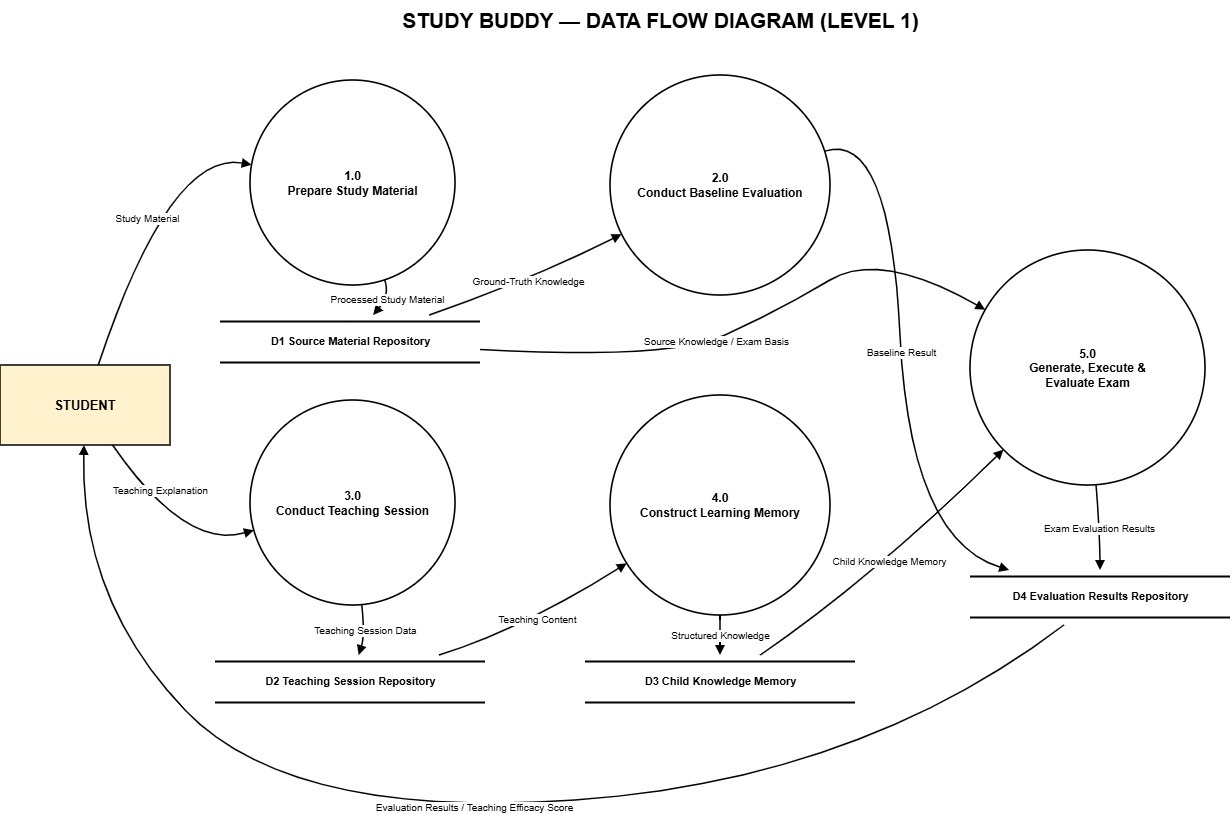 STUDY BUDDY — DATA FLOW DIAGRAM (LEVEL 1)
1.0
Prepare Study Material
2.0
Conduct Baseline Evaluation
Study Material
Ground-Truth Knowledge
Processed Study Material
D1 Source Material Repository
Source Knowledge / Exam Basis
Baseline Result
5.0
Generate, Execute &
Evaluate Exam
STUDENT
Teaching Explanation
3.0
Conduct Teaching Session
4.0
Construct Learning Memory
Exam Evaluation Results
Child Knowledge Memory
D4 Evaluation Results Repository
Teaching Content
Teaching Session Data
Structured Knowledge
D2 Teaching Session Repository
D3 Child Knowledge Memory
Evaluation Results / Teaching Efficacy Score